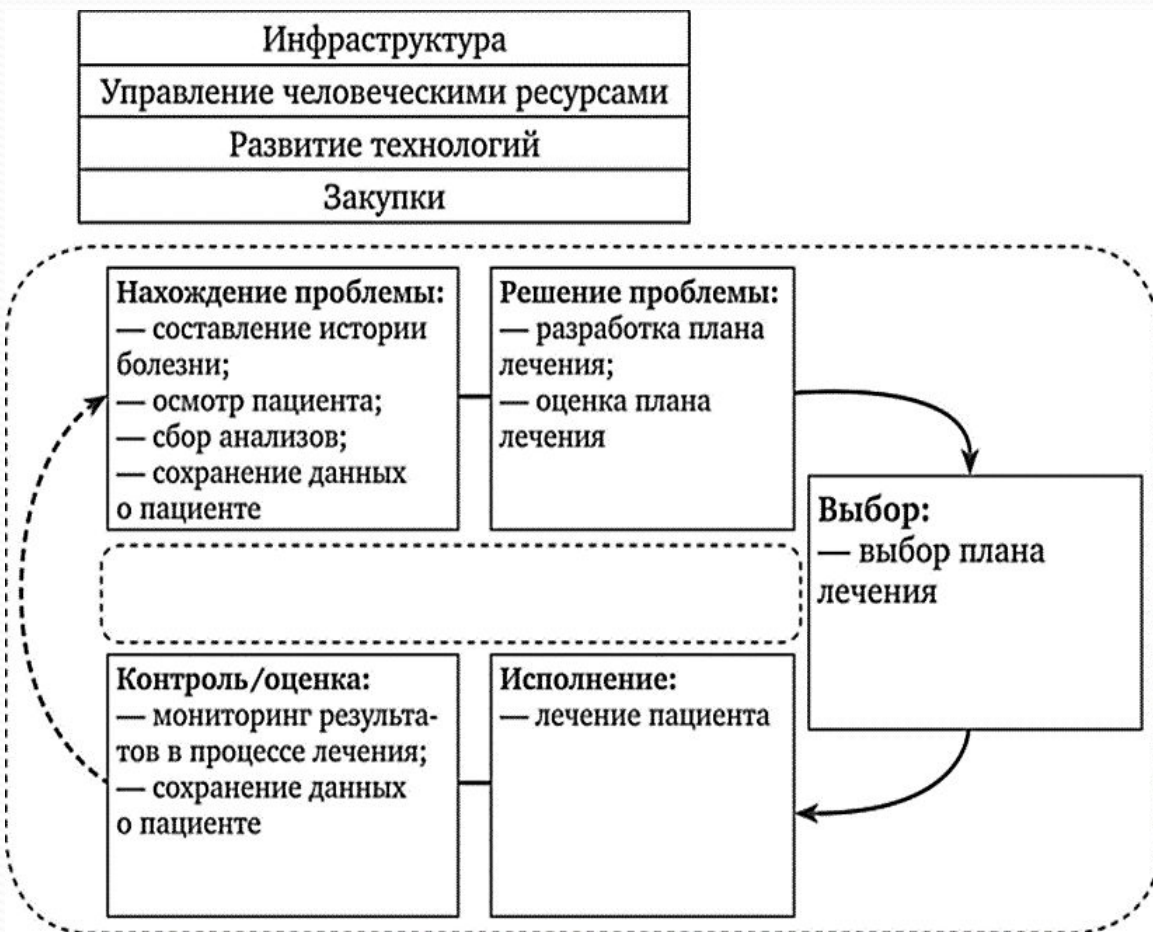 Инфраструктура
Управление человеческими ресурсами
Развитие технологий
Закупки
Нахождение проблемы:
— составление истории
болезни;
— осмотр пациента;
— сбор анализов;
— сохранение данных
о пациенте
Решение проблемы:
— разработка плана
лечения;
— оценка плана
лечения
Выбор:
— выбор плана
лечения
Контроль/оценка:
— мониторинг результа-
тов в процессе лечения;
— сохранение данных
о пациенте
Исполнение:
— лечение пациента